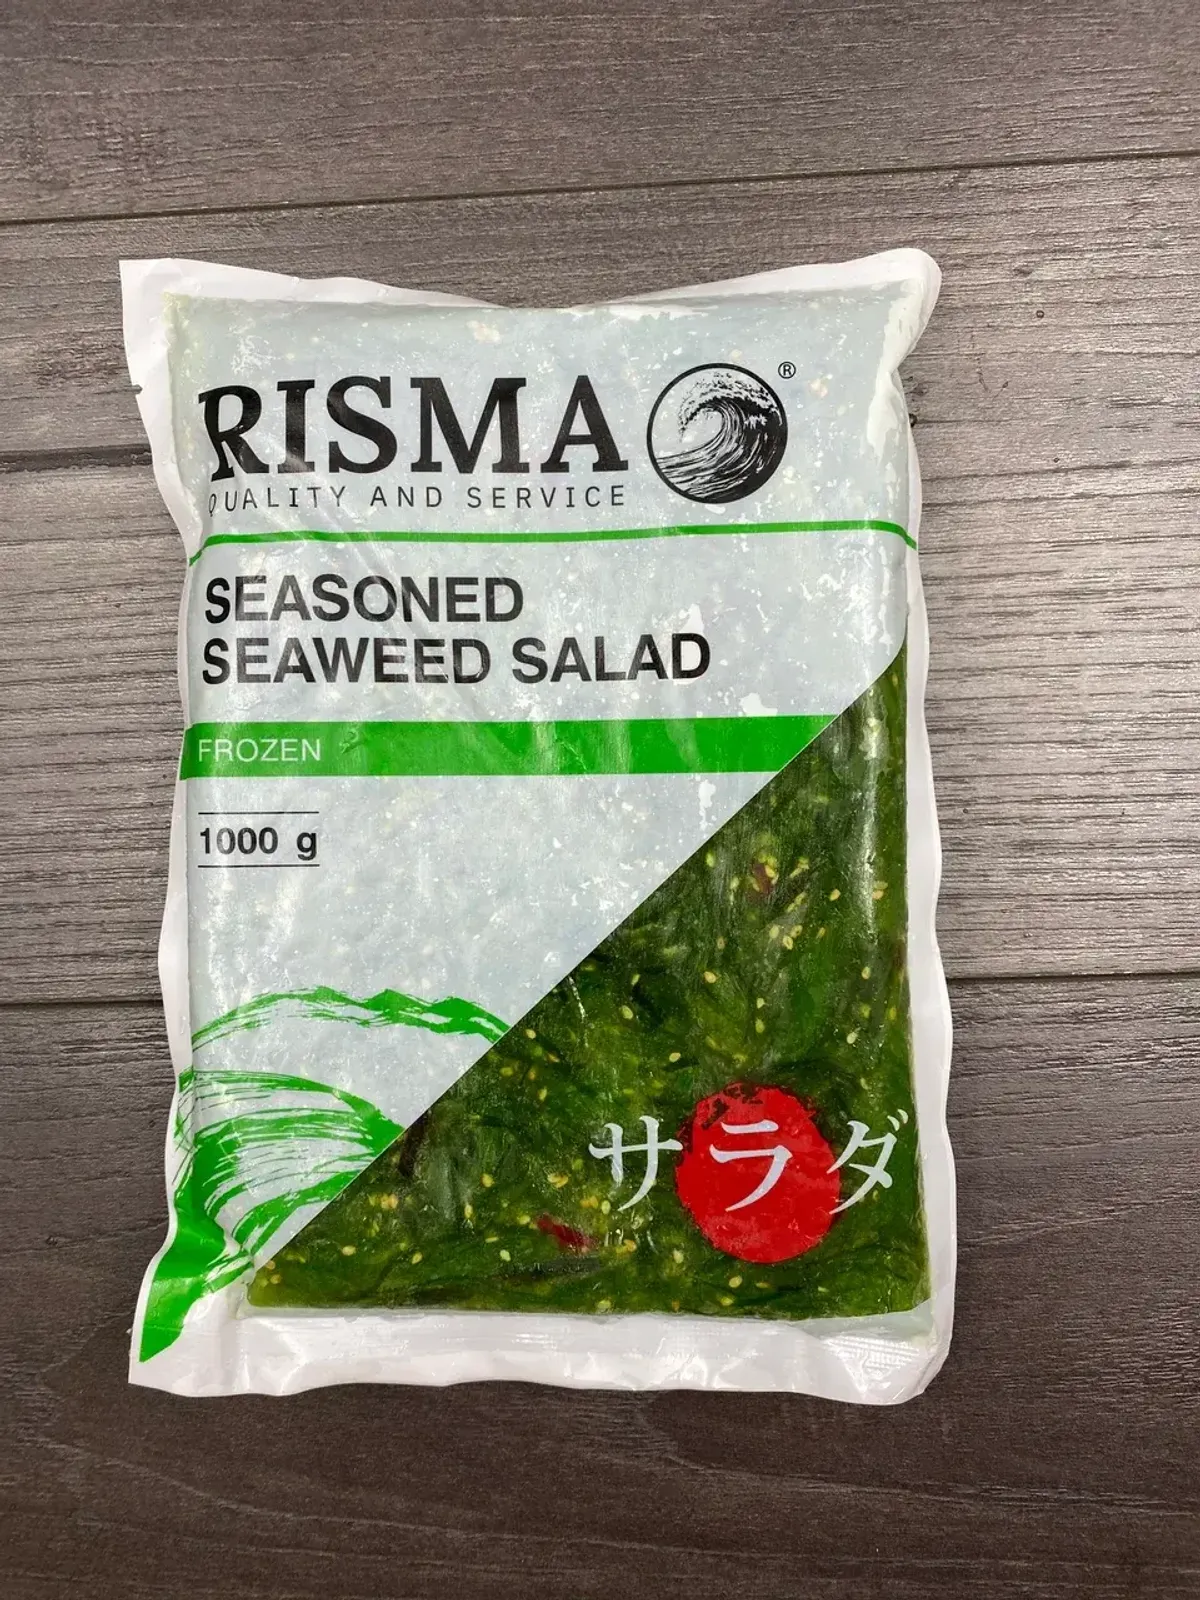 RISMA ®
QUALITY AND SERVICE
SEASONED
SEAWEED SALAD
FROZEN
1000 g
サラダ